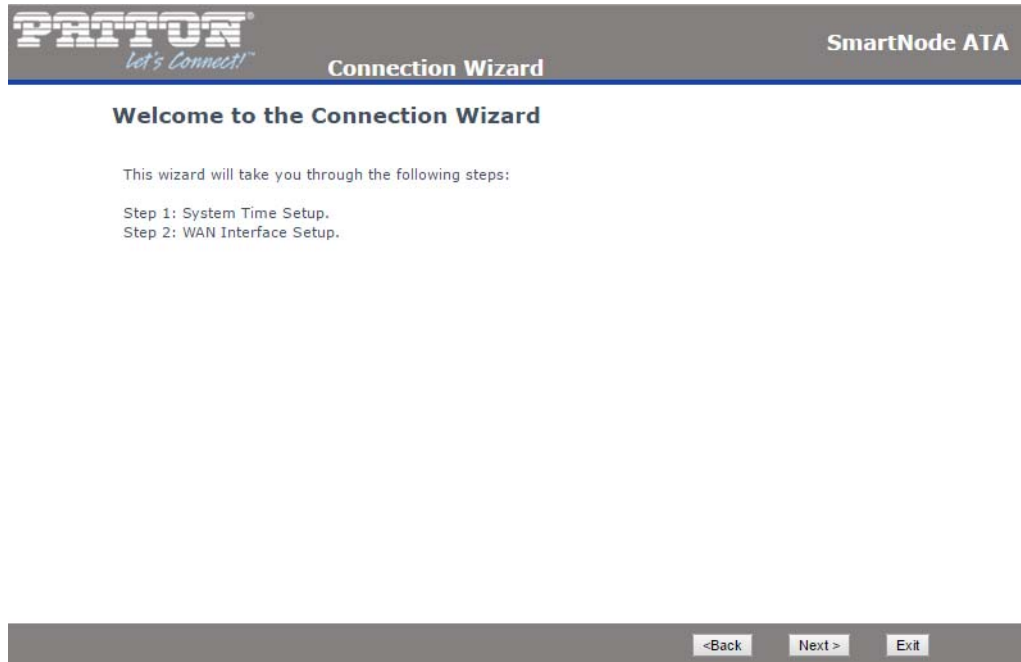 PATTON®
Let's Connect!™
Connection Wizard
SmartNode ATA
Welcome to the Connection Wizard
This wizard will take you through the following steps:
Step 1: System Time Setup.
Step 2: WAN Interface Setup.
<Back
Next >
Exit